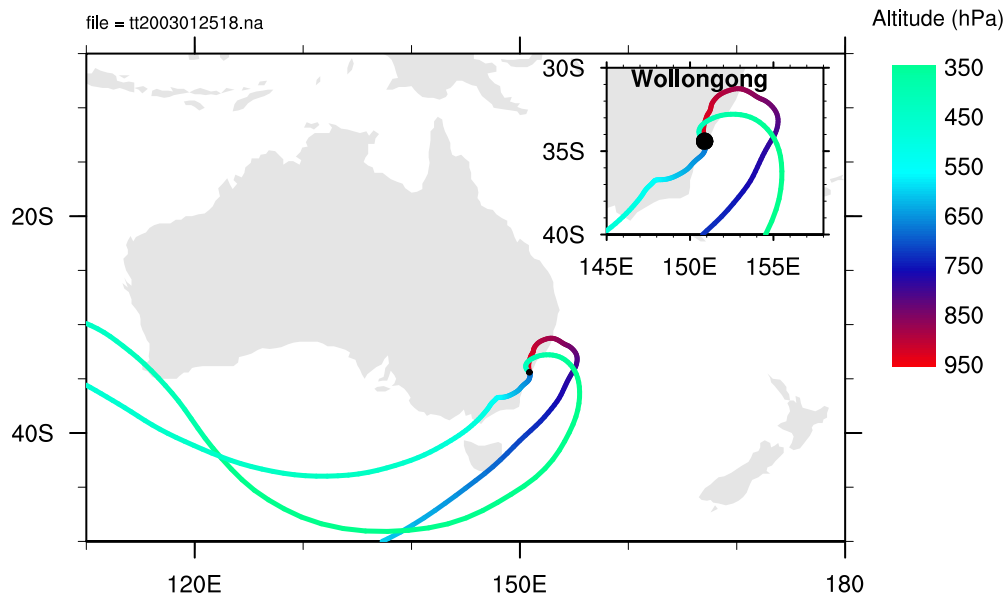 file = tt2003012518.na
Altitude (hPa)
Wollongong
30S
35S
40S
145E
150E
155E
20S
40S
120E
150E
180
350
450
550
650
750
850
950